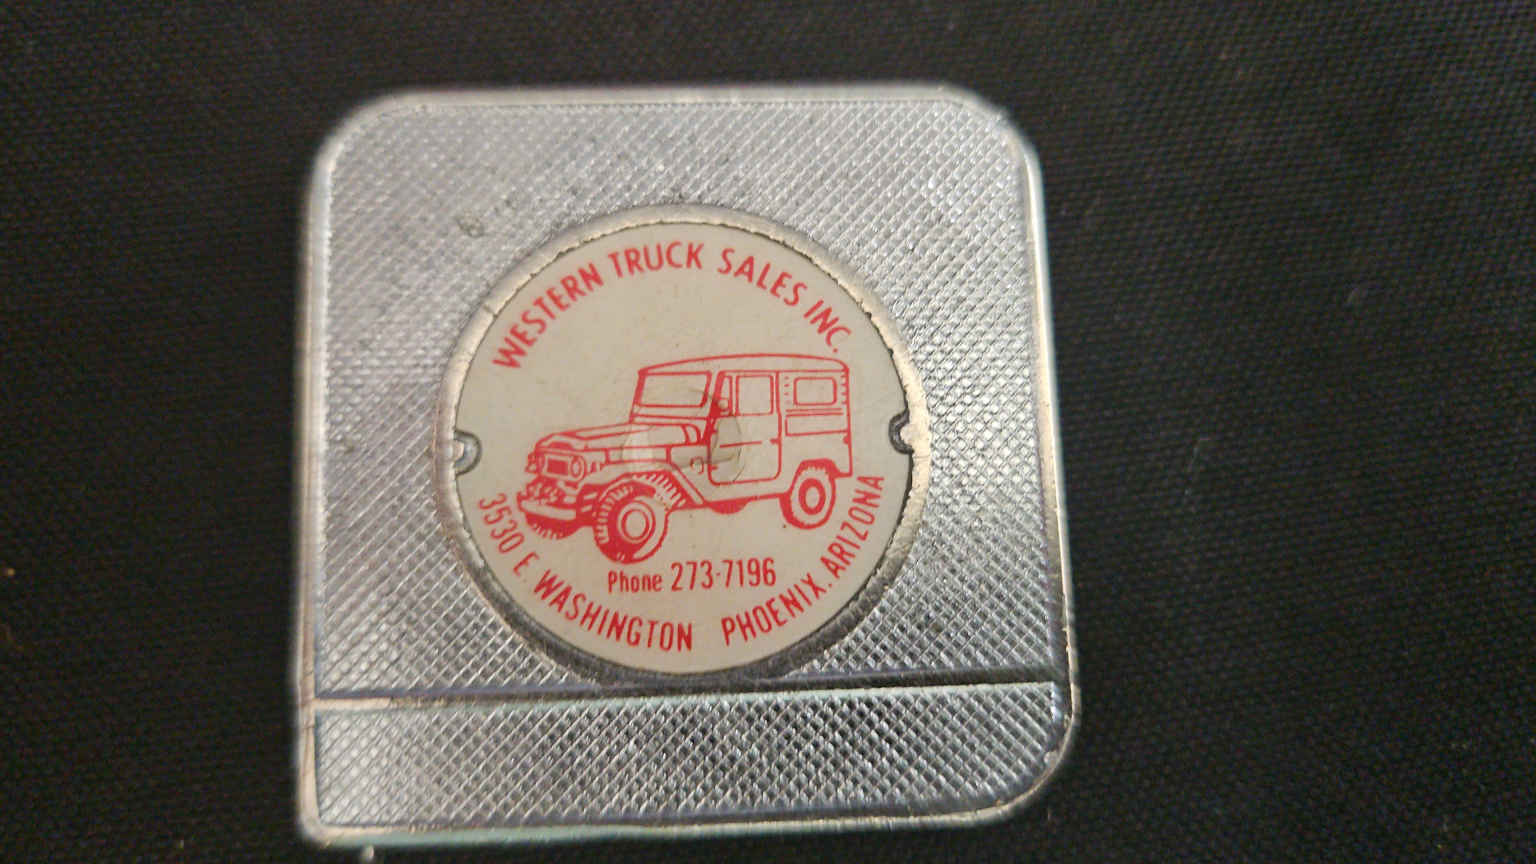 WESTERN TRUCK SALES INC.
Phone 273-7196
3530 E. WASHINGTON PHOENIX, ARIZONA